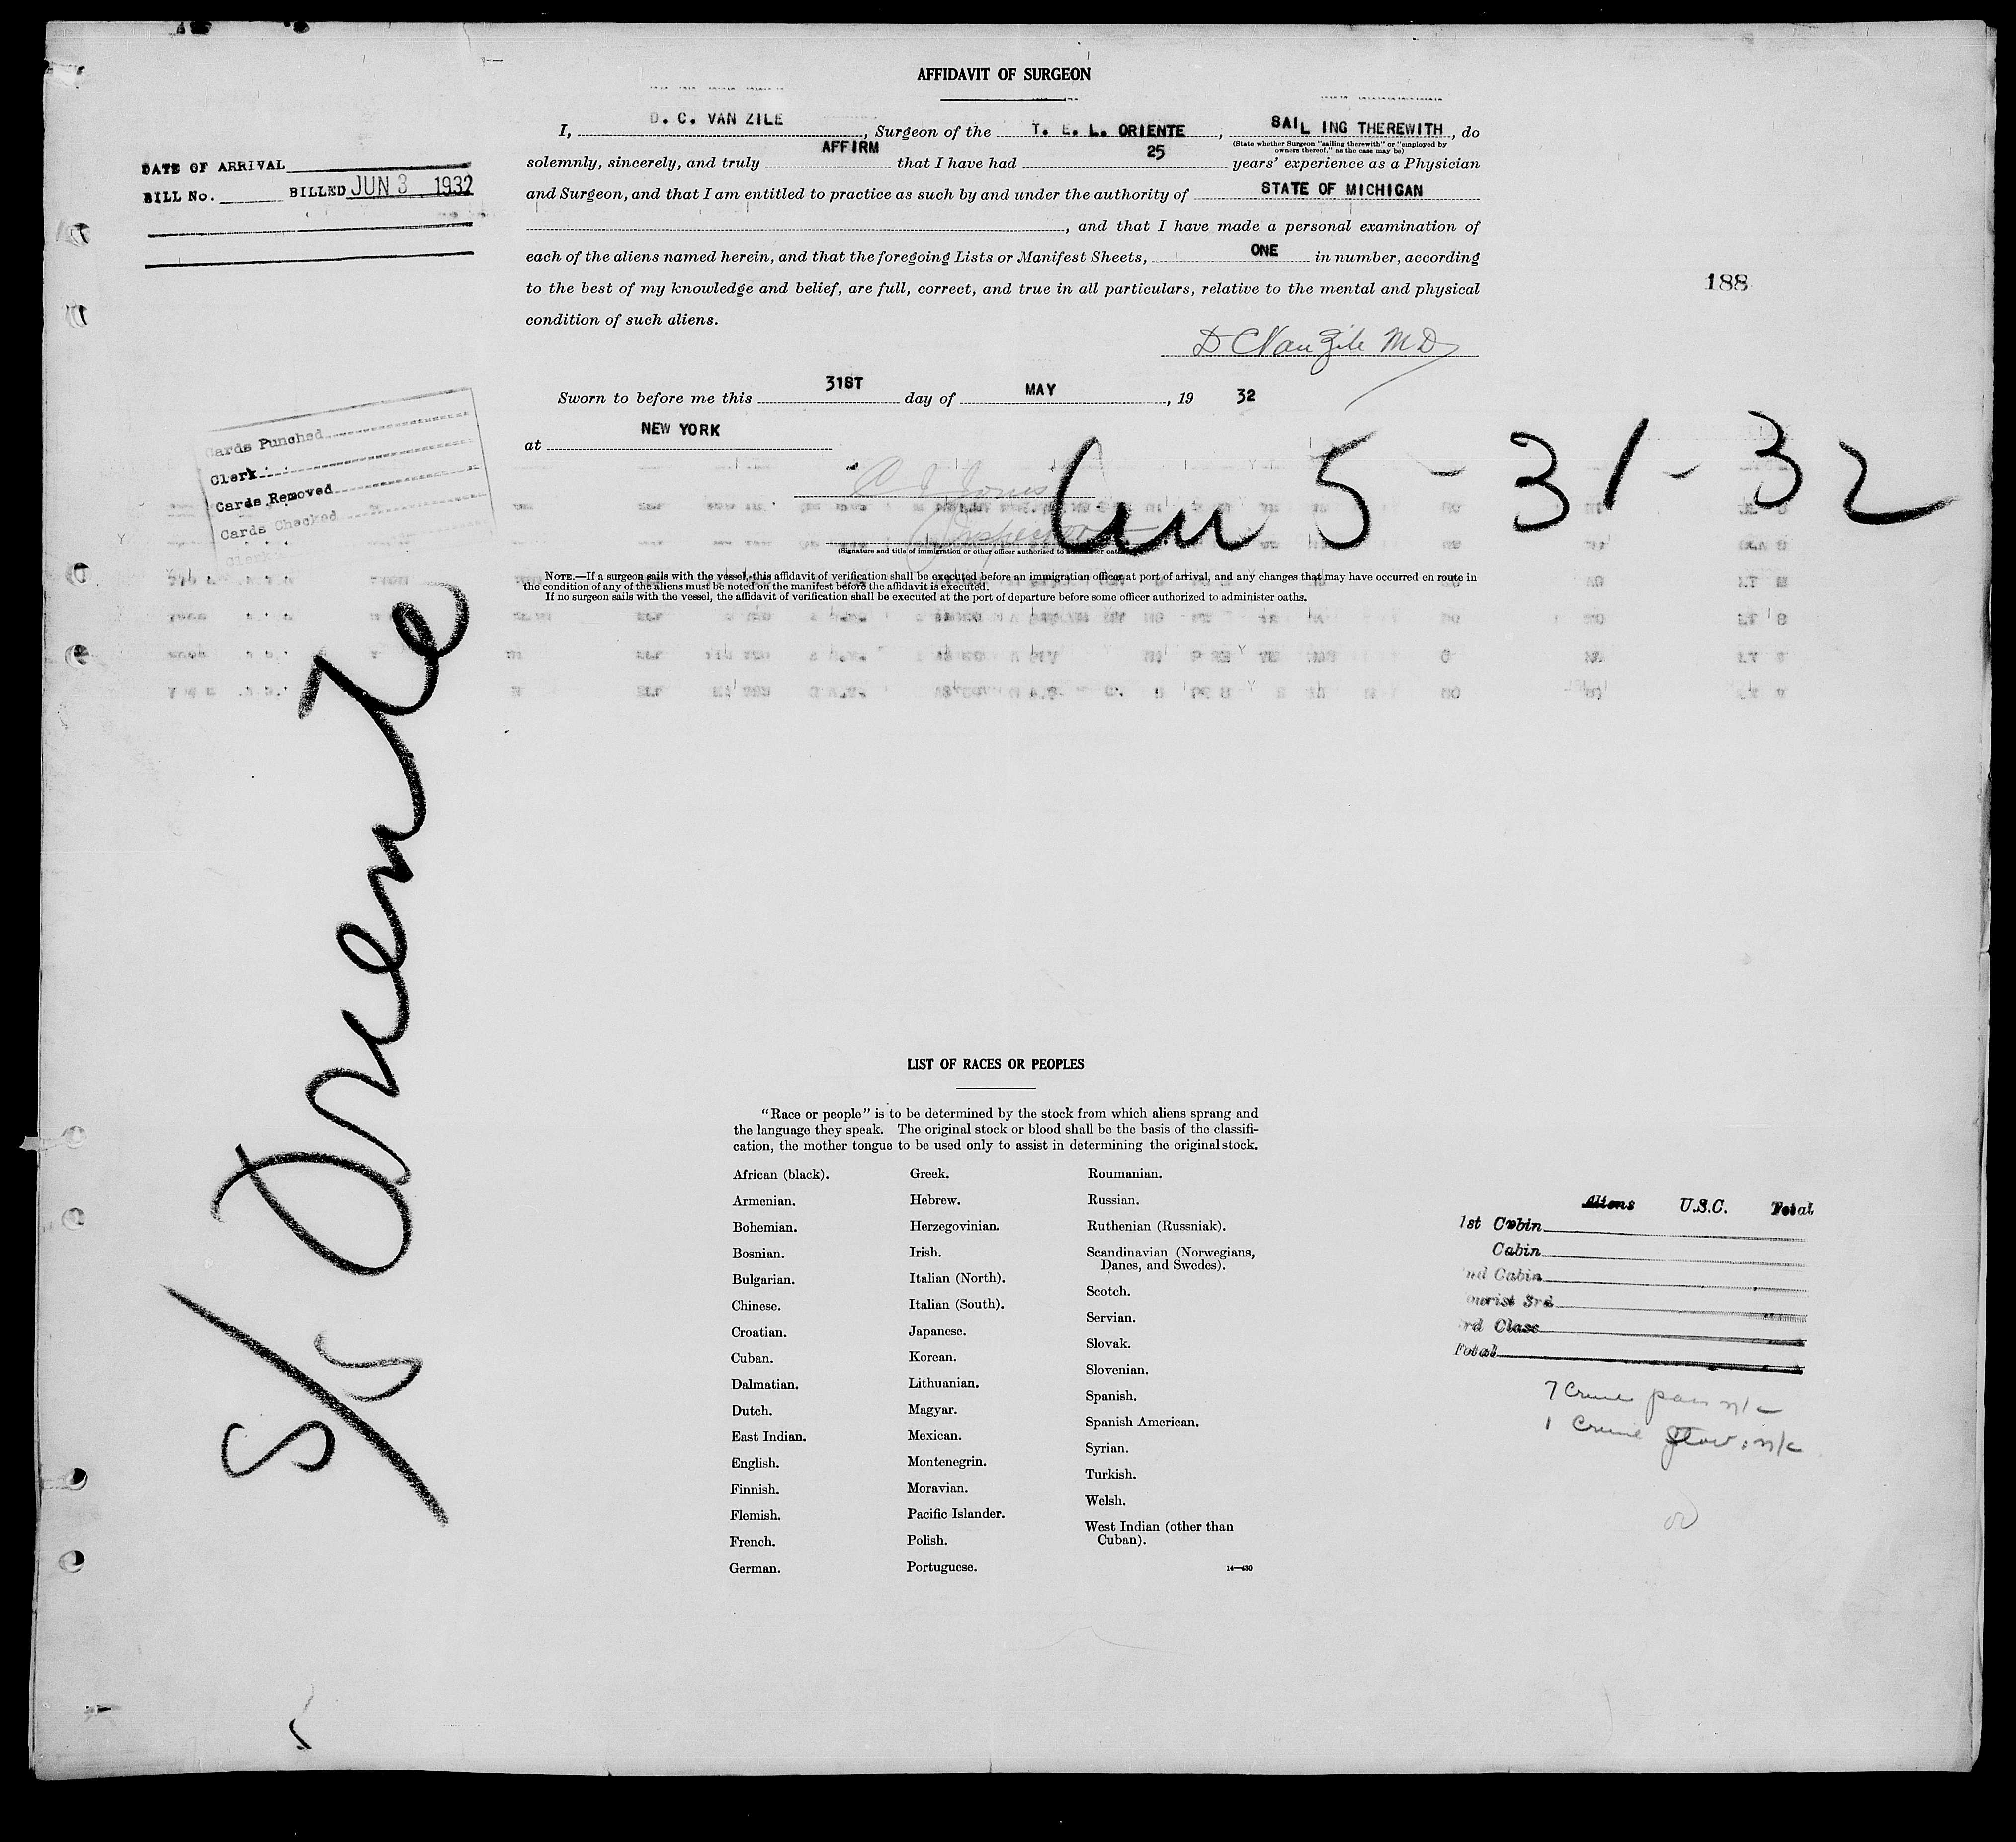 AFFIDAVIT OF SURGEON
I, D. C. VAN ZILE, Surgeon of the T. E. L. ORIENTE, SAIL ING THEREWITH, do
(State whether Surgeon "sailing therewith" or "employed by
owners thereof," as the case may be)
solemnly, sincerely, and truly AFFIRM that I have had 25 years' experience as a Physician
and Surgeon, and that I am entitled to practice as such by and under the authority of STATE OF MICHIGAN
, and that I have made a personal examination of
each of the aliens named herein, and that the foregoing Lists or Manifest Sheets, ONE in number, according
to the best of my knowledge and belief, are full, correct, and true in all particulars, relative to the mental and physical
condition of such aliens.
D C Van Zile M D
Sworn to before me this 31ST day of MAY, 19 32
at NEW YORK
Inspector
(Signature and title of immigration or other officer authorized to administer oaths)
NOTE.—If a surgeon sails with the vessel, this affidavit of verification shall be executed before an immigration officer at port of arrival, and any changes that may have occurred en route in
the condition of any of the aliens must be noted on the manifest before the affidavit is executed.
If no surgeon sails with the vessel, the affidavit of verification shall be executed at the port of departure before some officer authorized to administer oaths.
DATE OF ARRIVAL
BILL No. BILLED JUN 3 1932
188
Cards Punched
Clerk
Cards Removed
Cards Checked
Clerk
5-31-32
S/S Oriente
LIST OF RACES OR PEOPLES
"Race or people" is to be determined by the stock from which aliens sprang and
the language they speak. The original stock or blood shall be the basis of the classifi-
cation, the mother tongue to be used only to assist in determining the original stock.
African (black).
Armenian.
Bohemian.
Bosnian.
Bulgarian.
Chinese.
Croatian.
Cuban.
Dalmatian.
Dutch.
East Indian.
English.
Finnish.
Flemish.
French.
German.
Greek.
Hebrew.
Herzegovinian.
Irish.
Italian (North).
Italian (South).
Japanese.
Korean.
Lithuanian.
Magyar.
Mexican.
Montenegrin.
Moravian.
Pacific Islander.
Polish.
Portuguese.
Roumanian.
Russian.
Ruthenian (Russniak).
Scandinavian (Norwegians,
Danes, and Swedes).
Scotch.
Servian.
Slovak.
Slovenian.
Spanish.
Spanish American.
Syrian.
Turkish.
Welsh.
West Indian (other than
Cuban).
14—430
Aliens U.S.C. Total
1st Cabin
Cabin
nd Cabin
ourist 3rd
rd Class
Total
7
1